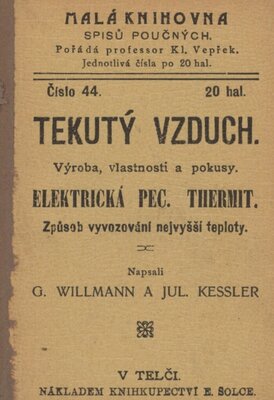 MALÁ KNIHOVNA
SPISŮ POUČNÝCH.
Pořádá professor Kl. Vepřek.
Jednotlivá čísla po 20 hal.
Číslo 44. 20 hal.
TEKUTÝ VZDUCH.
Výroba, vlastnosti a pokusy.
ELEKTRICKÁ PEC. THERMIT.
Způsob vyvozování nejvyšší teploty.
Napsali
G. WILLMANN A JUL. KESSLER
V TELČI.
NÁKLADEM KNIHKUPECTVÍ E. ŠOLCE.